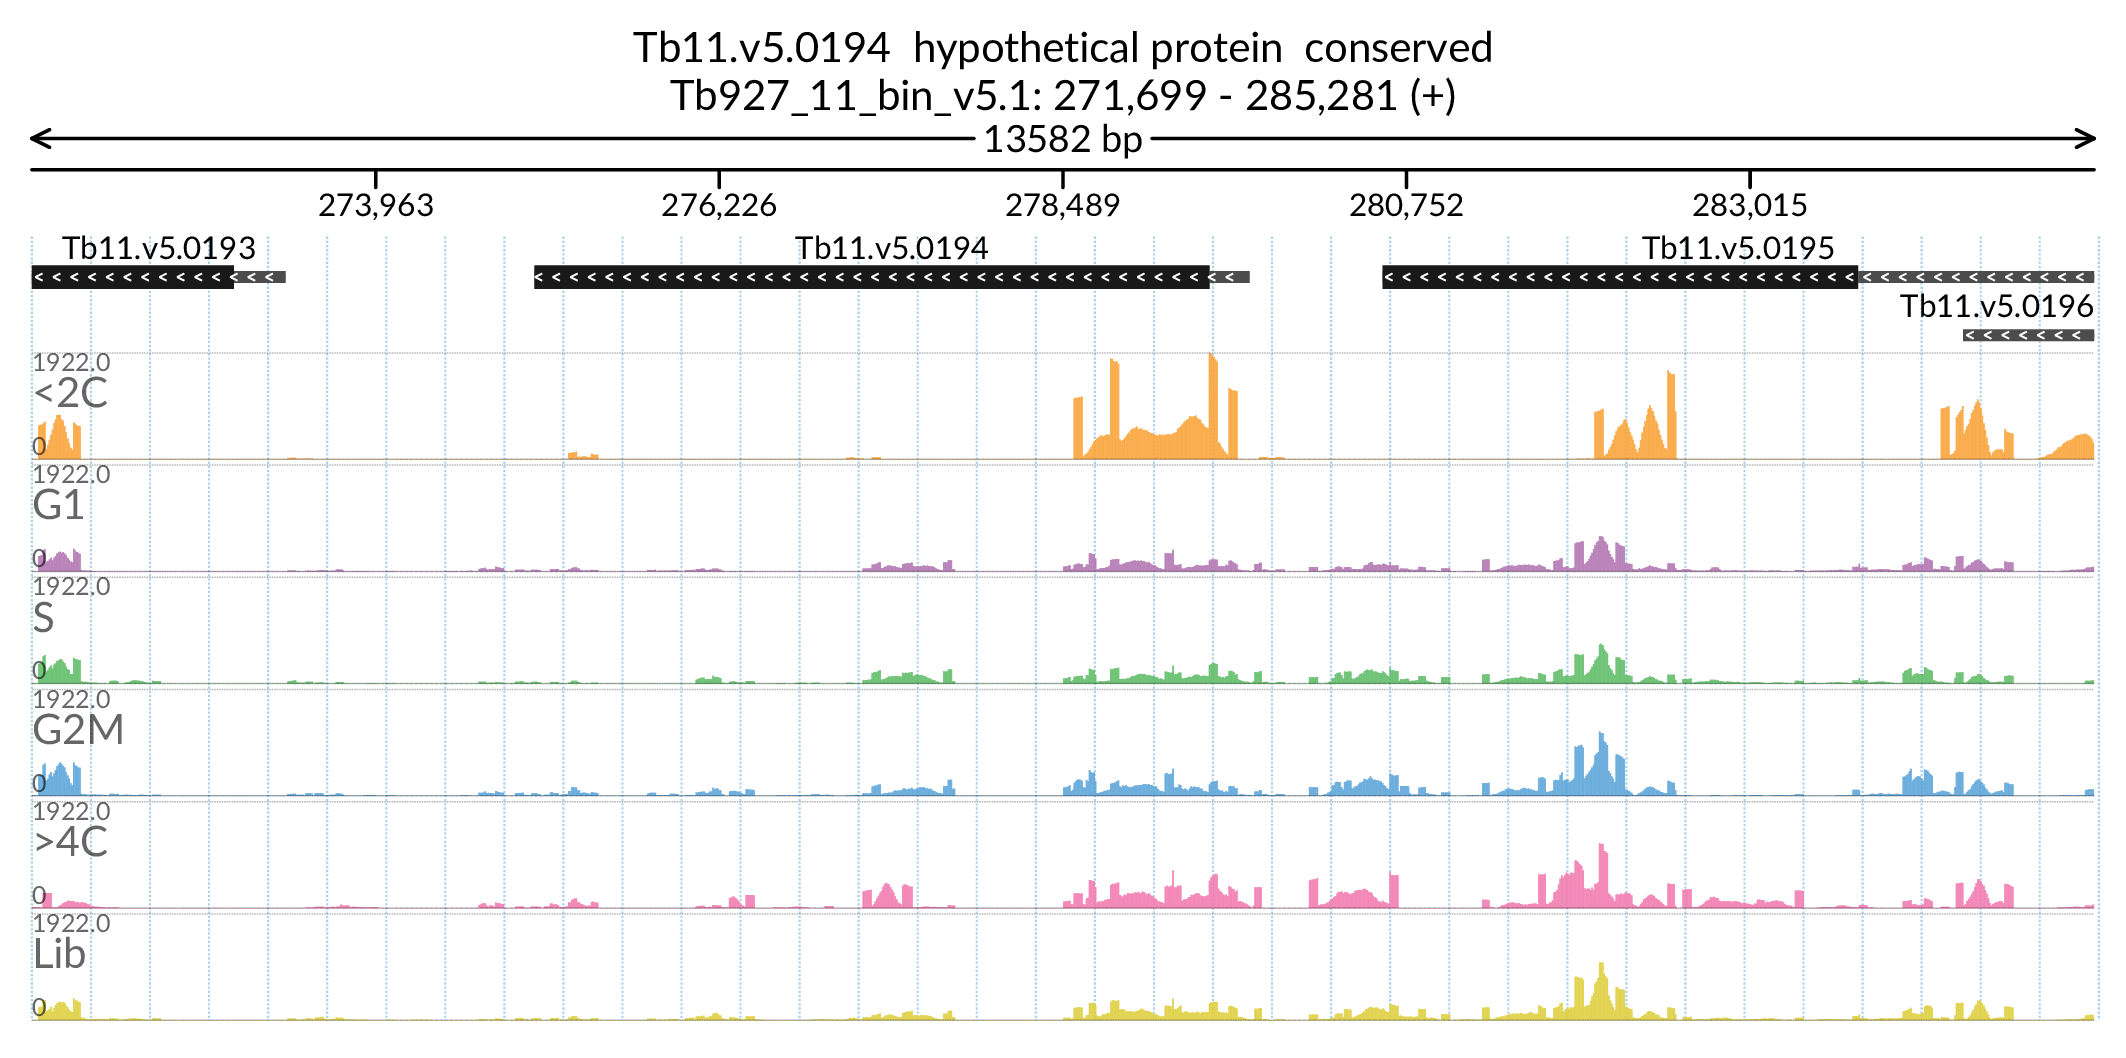 Tb11.v5.0194  hypothetical protein  conserved
Tb927_11_bin_v5.1: 271,699 - 285,281 (+)
13582 bp
273,963 276,226 278,489 280,752 283,015
Tb11.v5.0193 Tb11.v5.0194 Tb11.v5.0195
Tb11.v5.0196
1922.0
<2C
0
1922.0
G1
0
1922.0
S
0
1922.0
G2M
0
1922.0
>4C
0
1922.0
Lib
0